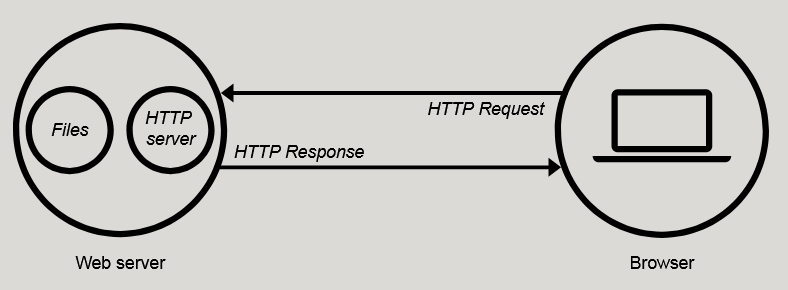 HTTP Request
Files
HTTP
server
HTTP Response
Web server
Browser